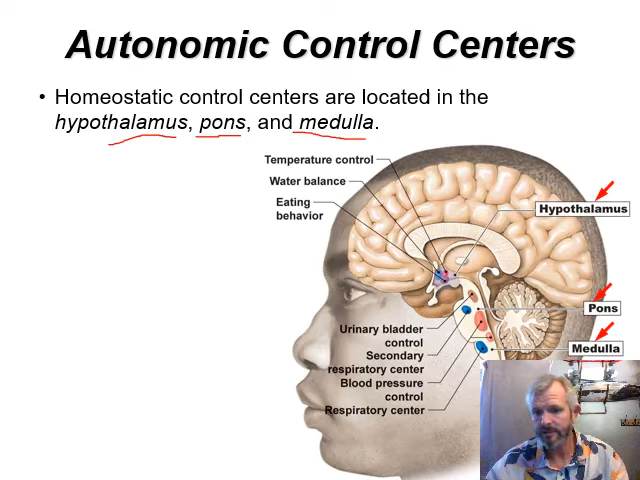 Autonomic Control Centers
• Homeostatic control centers are located in the
hypothalamus, pons, and medulla.
Temperature control
Water balance
Eating
behavior
Hypothalamus
Pons
Medulla
Urinary bladder
control
Secondary
respiratory center
Blood pressure
control
Respiratory center